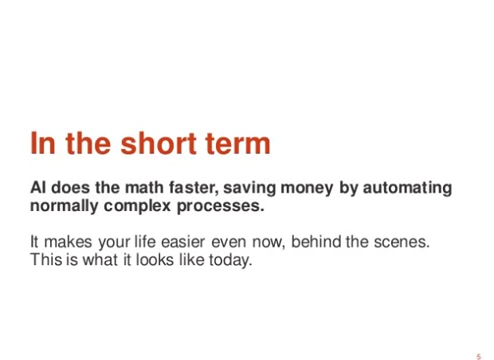 In the short term
AI does the math faster, saving money by automating
normally complex processes.
It makes your life easier even now, behind the scenes.
This is what it looks like today.
5